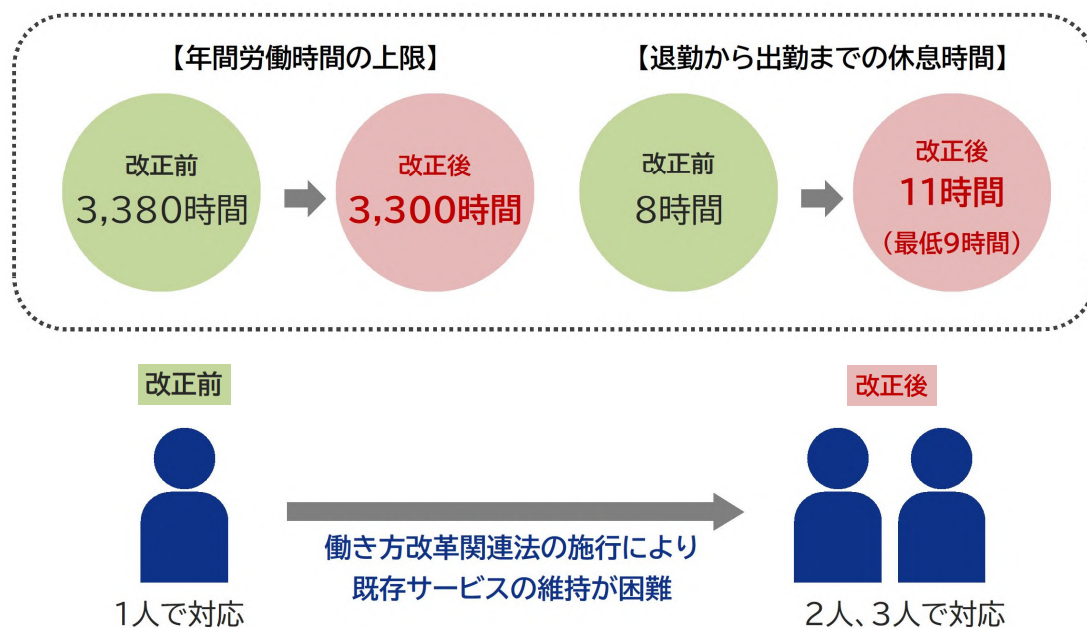 【年間労働時間の上限】
【退勤から出勤までの休息時間】
改正前
3,380時間
改正後
3,300時間
改正前
8時間
改正後
11時間
（最低9時間）
改正前
改正後
働き方改革関連法の施行により
既存サービスの維持が困難
1人で対応
2人、3人で対応